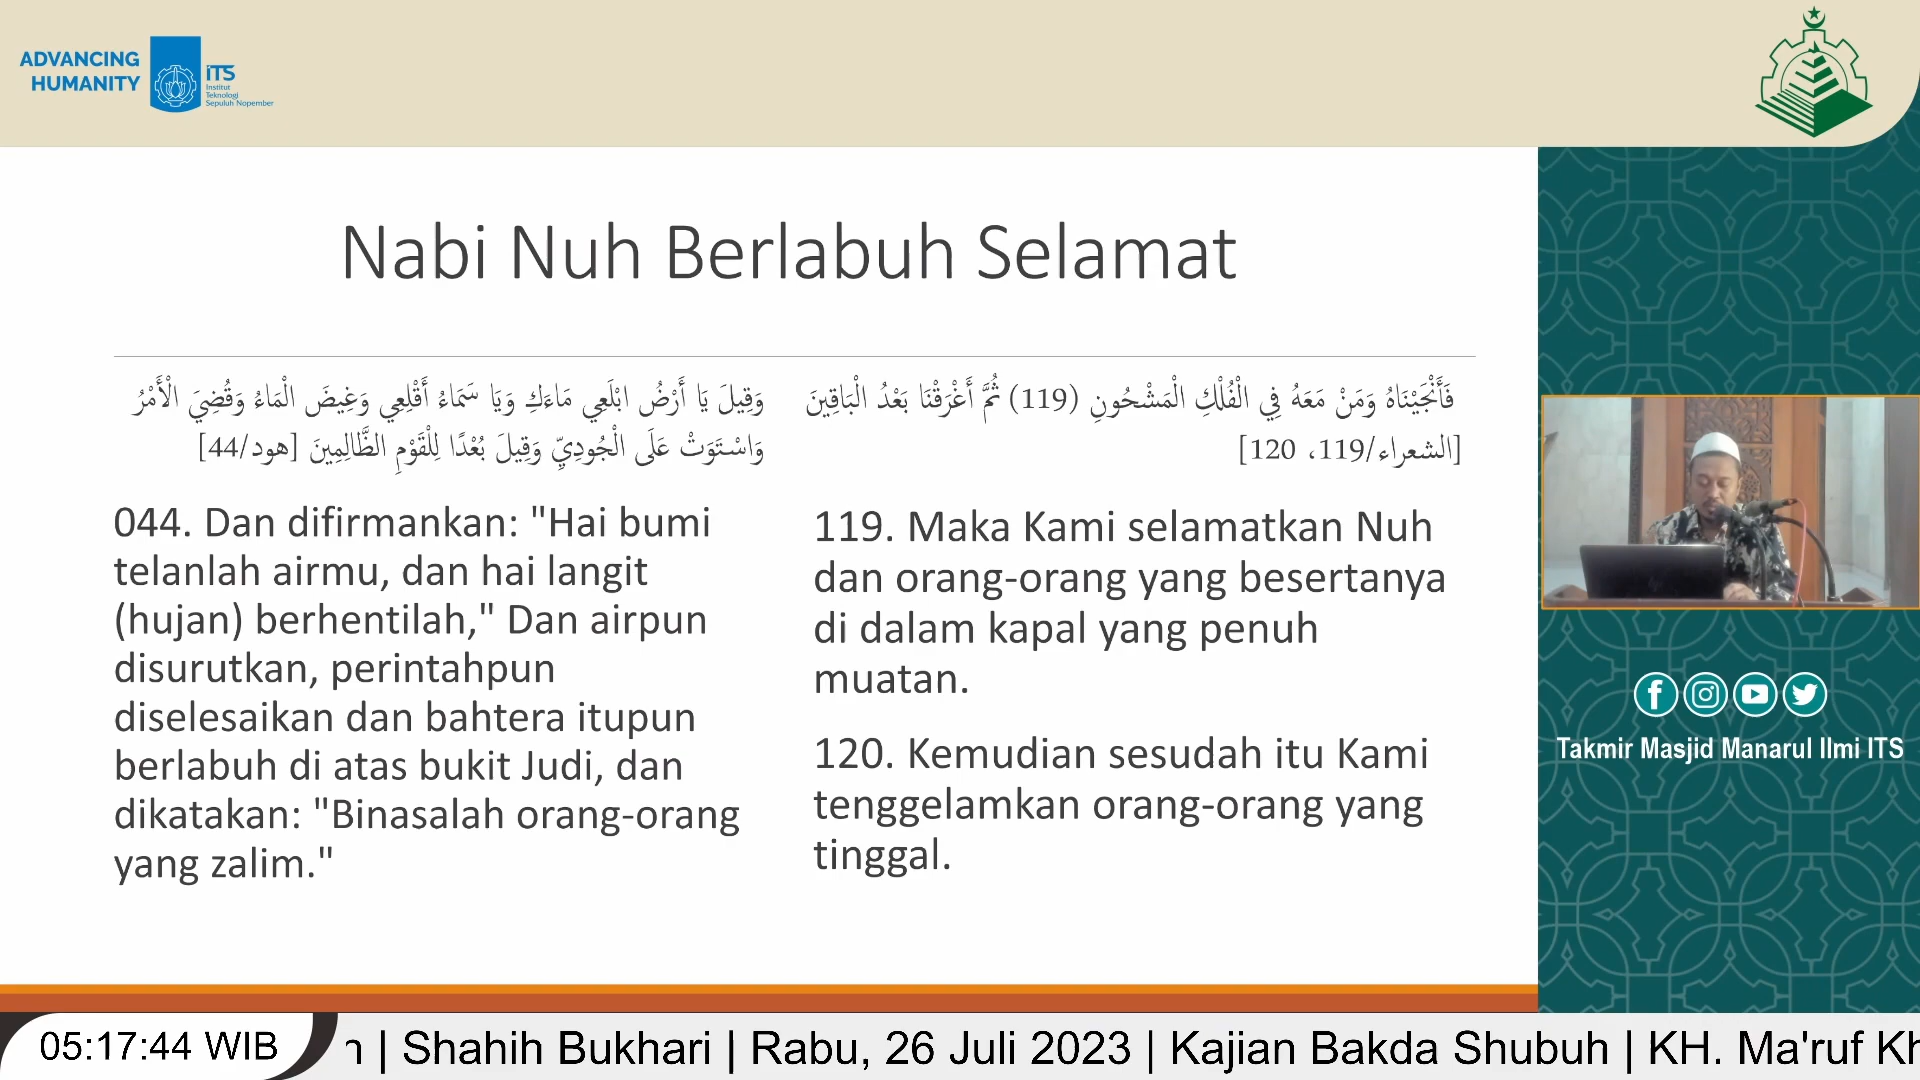 ADVANCING
HUMANITY
ITS
Institut
Teknologi
Sepuluh Nopember
Nabi Nuh Berlabuh Selamat
وَقِيلَ يَا أَرْضُ ابْلَعِي مَاءَكِ وَيَا سَمَاءُ أَقْلِعِي وَغِيضَ الْمَاءُ وَقُضِيَ الْأَمْرُ
وَاسْتَوَتْ عَلَى الْجُودِيِّ وَقِيلَ بُعْدًا لِلْقَوْمِ الظَّالِمِينَ [هود/44]
044. Dan difirmankan: "Hai bumi
telanlah airmu, dan hai langit
(hujan) berhentilah," Dan airpun
disurutkan, perintahpun
diselesaikan dan bahtera itupun
berlabuh di atas bukit Judi, dan
dikatakan: "Binasalah orang-orang
yang zalim."
فَأَنْجَيْنَاهُ وَمَنْ مَعَهُ فِي الْفُلْكِ الْمَشْحُونِ (119) ثُمَّ أَغْرَقْنَا بَعْدُ الْبَاقِينَ
[الشعراء/119، 120]
119. Maka Kami selamatkan Nuh
dan orang-orang yang besertanya
di dalam kapal yang penuh
muatan.
120. Kemudian sesudah itu Kami
tenggelamkan orang-orang yang
tinggal.
Takmir Masjid Manarul Ilmi ITS
05:17:44 WIB
| Shahih Bukhari | Rabu, 26 Juli 2023 | Kajian Bakda Shubuh | KH. Ma'ruf Kh